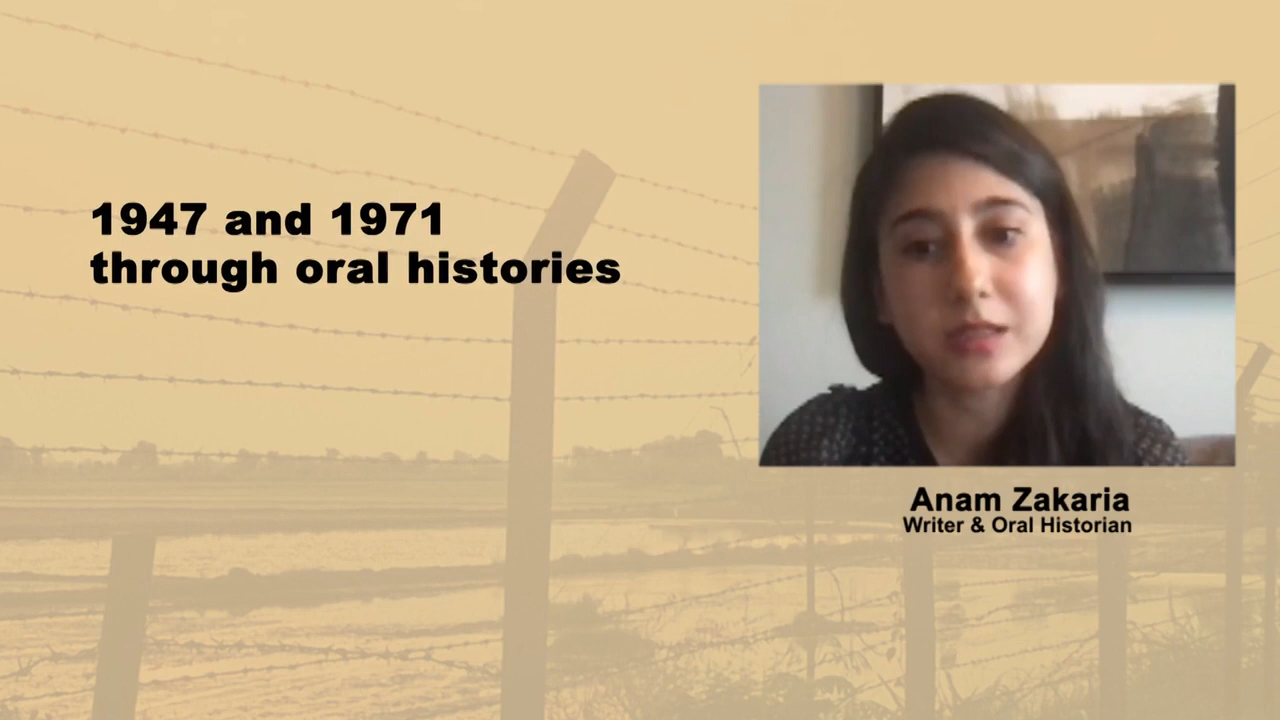 1947 and 1971
through oral histories
Anam Zakaria
Writer & Oral Historian